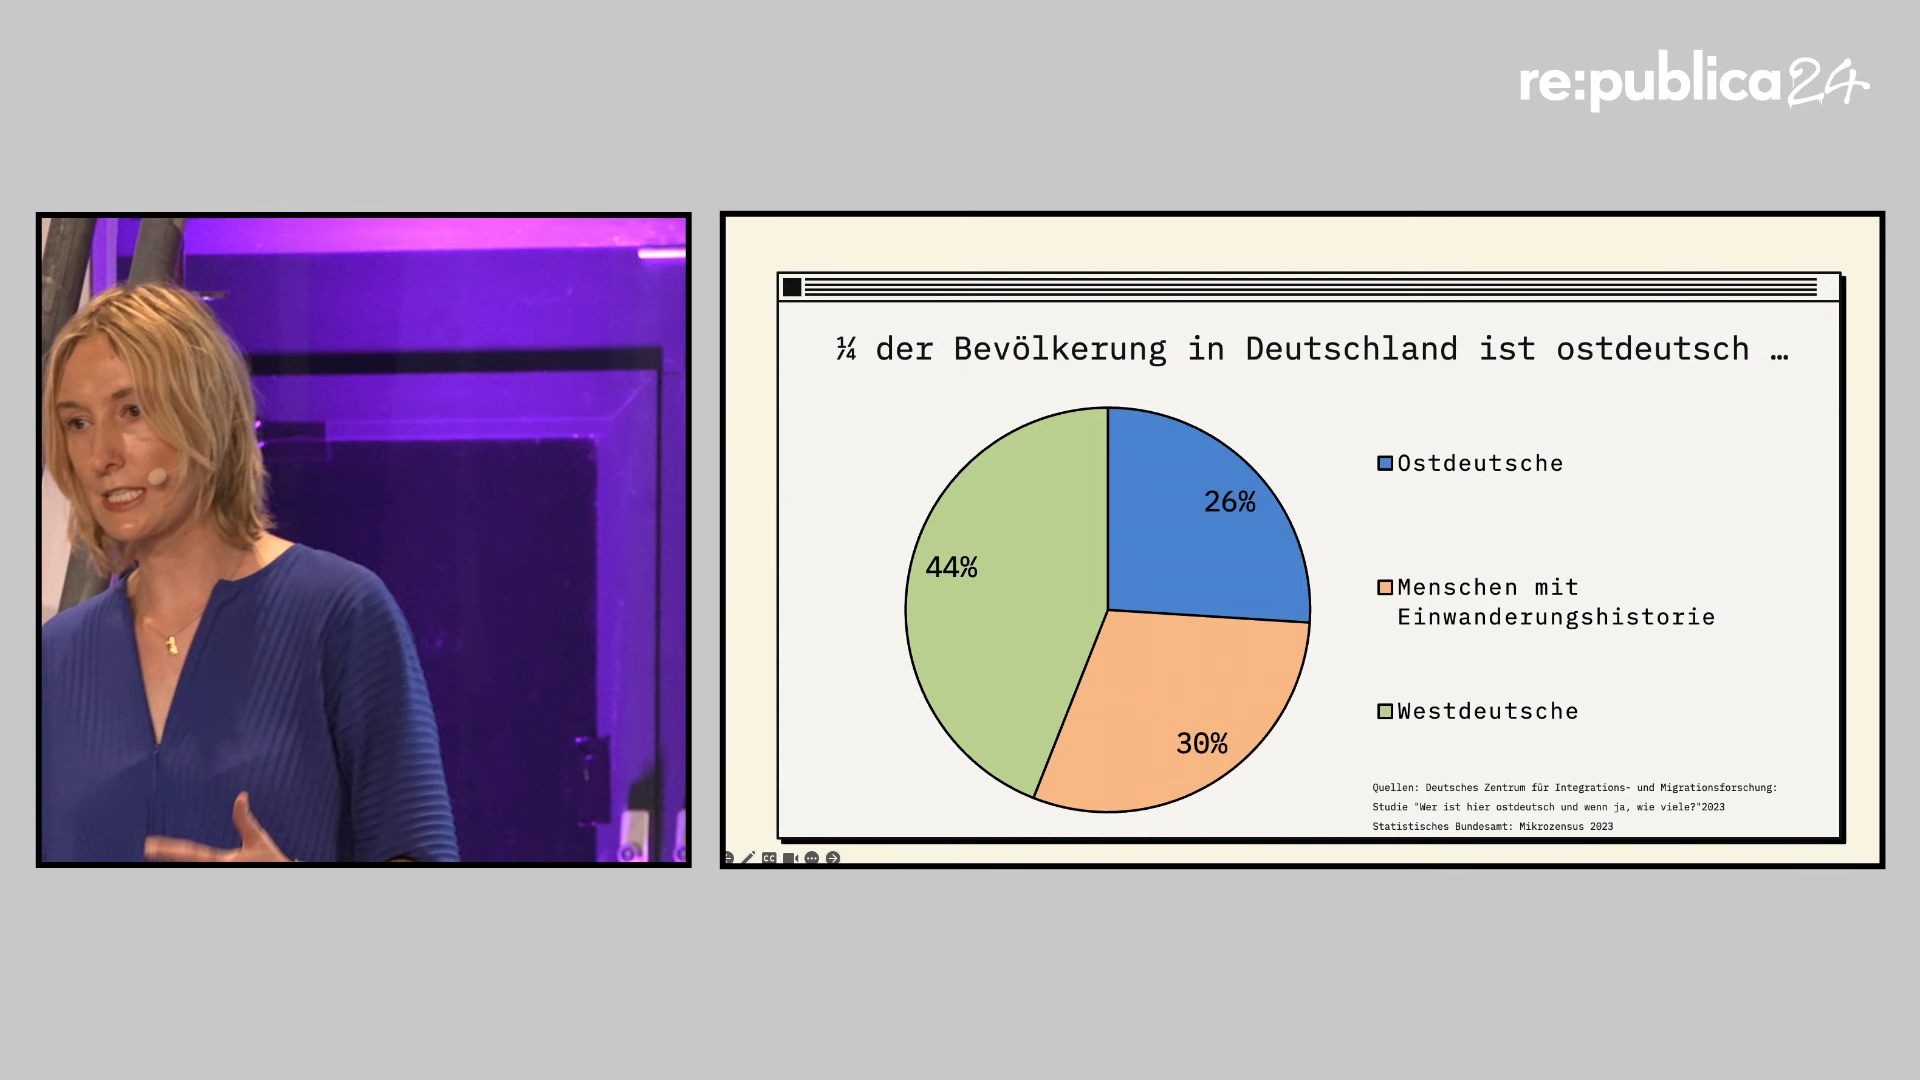 re:publica24
¼ der Bevölkerung in Deutschland ist ostdeutsch …
26%
44%
30%
Ostdeutsche
Menschen mit
Einwanderungshistorie
Westdeutsche
Quellen: Deutsches Zentrum für Integrations- und Migrationsforschung:
Studie "Wer ist hier ostdeutsch und wenn ja, wie viele?"2023
Statistisches Bundesamt: Mikrozensus 2023
CC